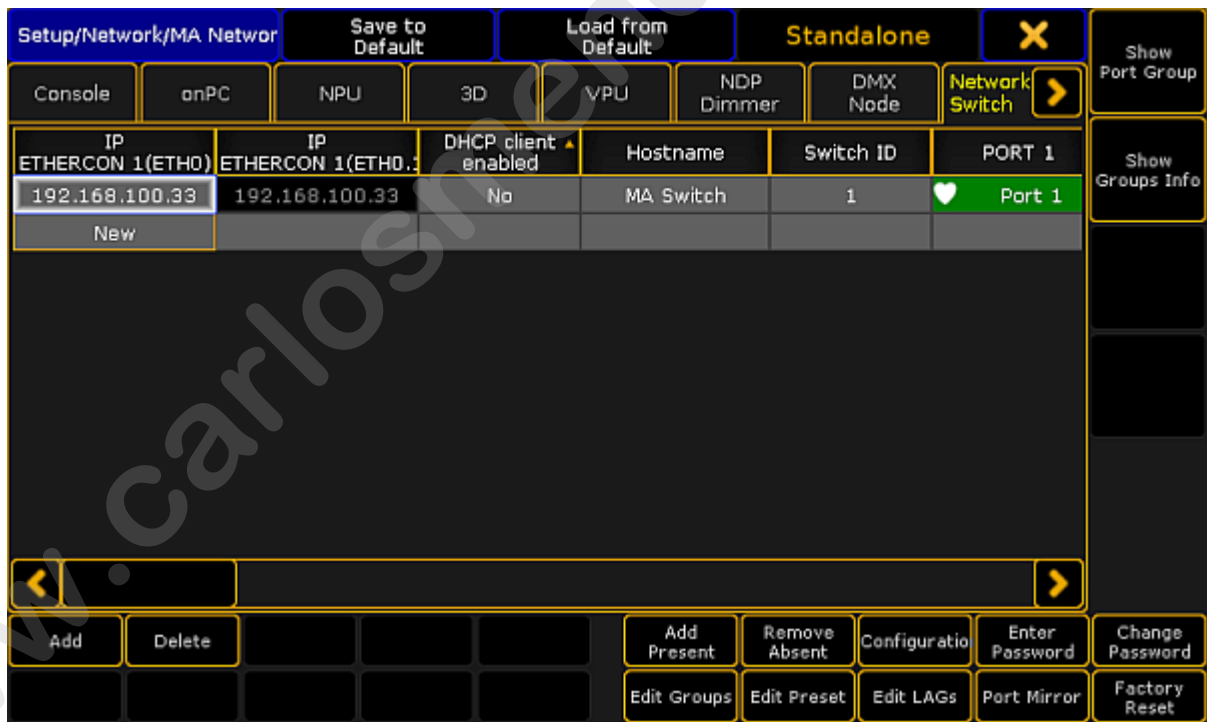 Setup/Network/MA Networ
Save to
Default
Load from
Default
Standalone
Show
Port Group
Console
onPC
NPU
3D
VPU
NDP
Dimmer
DMX
Node
Network
Switch
IP
ETHERCON 1(ETH0)
IP
ETHERCON 1(ETH0.1
DHCP client
enabled
Hostname
Switch ID
PORT 1
Show
Groups Info
192.168.100.33
192.168.100.33
No
MA Switch
1
Port 1
New
Add
Delete
Add
Present
Remove
Absent
Configuratio
Enter
Password
Change
Password
Edit Groups
Edit Preset
Edit LAGs
Port Mirror
Factory
Reset